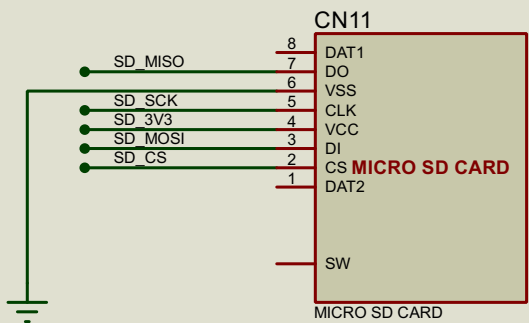 CN11
8 DAT1
SD_MISO 7 DO
6 VSS
SD_SCK 5 CLK
SD_3V3 4 VCC
SD_MOSI 3 DI
SD_CS 2 CS MICRO SD CARD
1 DAT2
SW
MICRO SD CARD